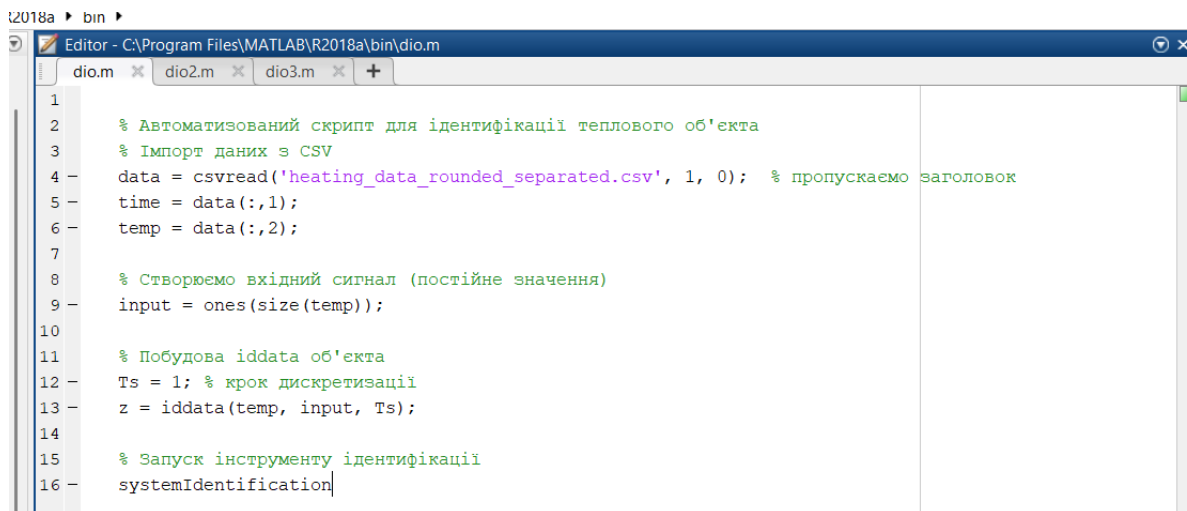 R2018a ▸ bin ▸
Editor - C:\Program Files\MATLAB\R2018a\bin\dio.m
dio.m dio2.m dio3.m +
1
2 % Автоматизований скрипт для ідентифікації теплового об'єкта
3 % Імпорт даних з CSV
4 – data = csvread('heating_data_rounded_separated.csv', 1, 0); % пропускаємо заголовок
5 – time = data(:,1);
6 – temp = data(:,2);
7
8 % Створюємо вхідний сигнал (постійне значення)
9 – input = ones(size(temp));
10
11 % Побудова iddata об'єкта
12 – Ts = 1; % крок дискретизації
13 – z = iddata(temp, input, Ts);
14
15 % Запуск інструменту ідентифікації
16 – systemIdentification